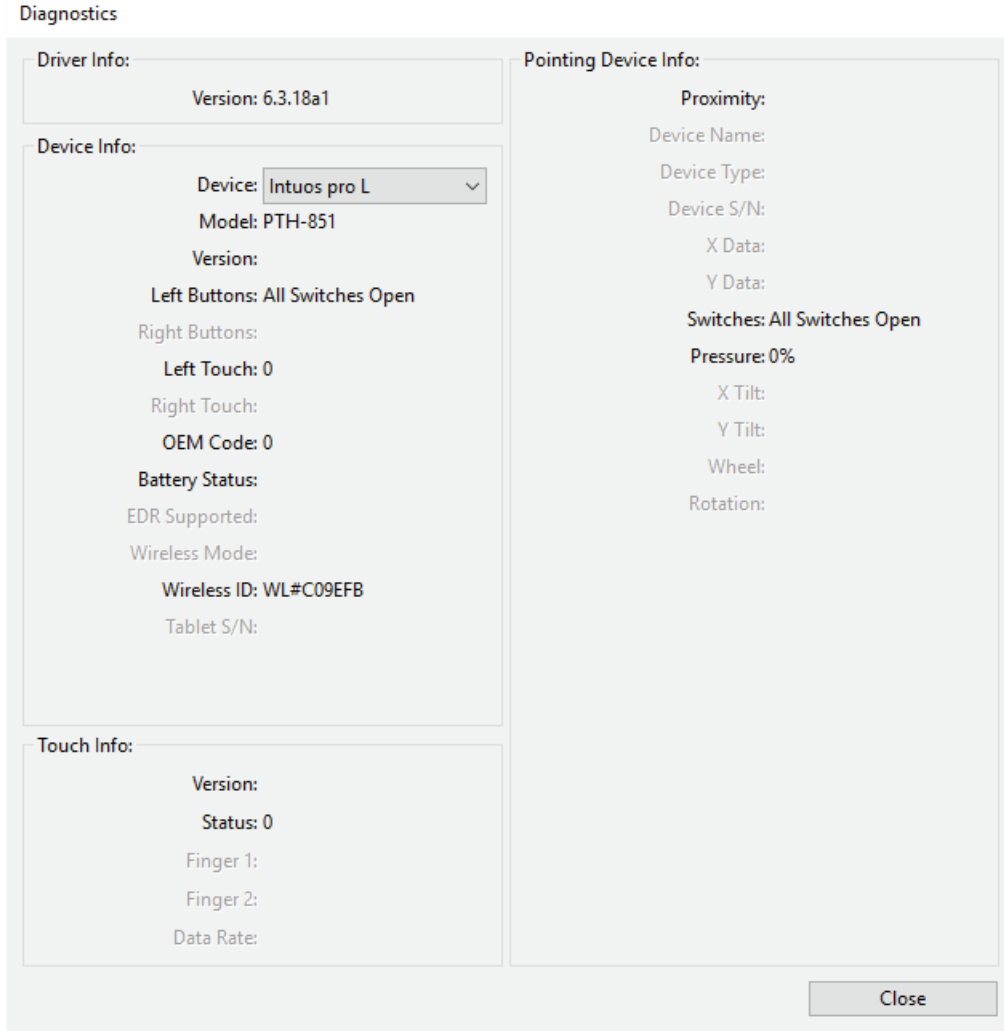 Diagnostics
Driver Info:
Version: 6.3.18a1
Device Info:
Device: Intuos pro L
Model: PTH-851
Version:
Left Buttons: All Switches Open
Right Buttons:
Left Touch: 0
Right Touch:
OEM Code: 0
Battery Status:
EDR Supported:
Wireless Mode:
Wireless ID: WL#C09EFB
Tablet S/N:
Touch Info:
Version:
Status: 0
Finger 1:
Finger 2:
Data Rate:
Pointing Device Info:
Proximity:
Device Name:
Device Type:
Device S/N:
X Data:
Y Data:
Switches: All Switches Open
Pressure: 0%
X Tilt:
Y Tilt:
Wheel:
Rotation:
Close